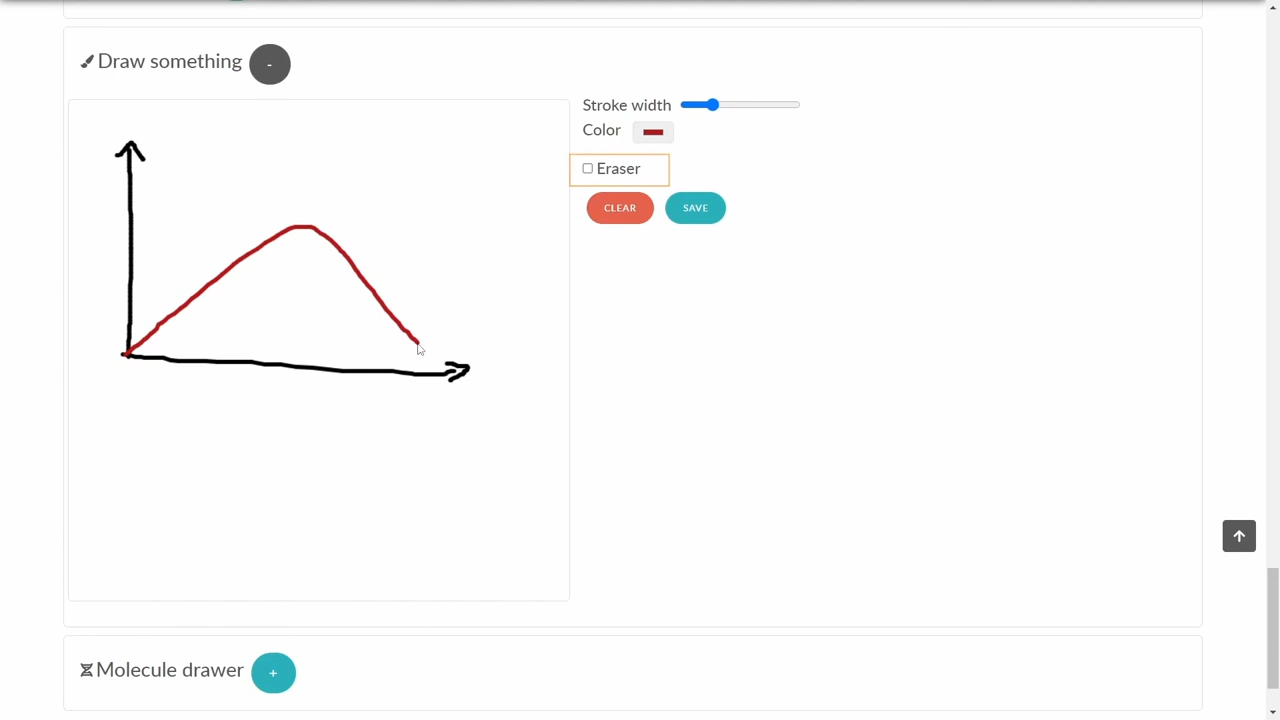 Draw something -
Stroke width
Color
Eraser
CLEAR SAVE
Molecule drawer +